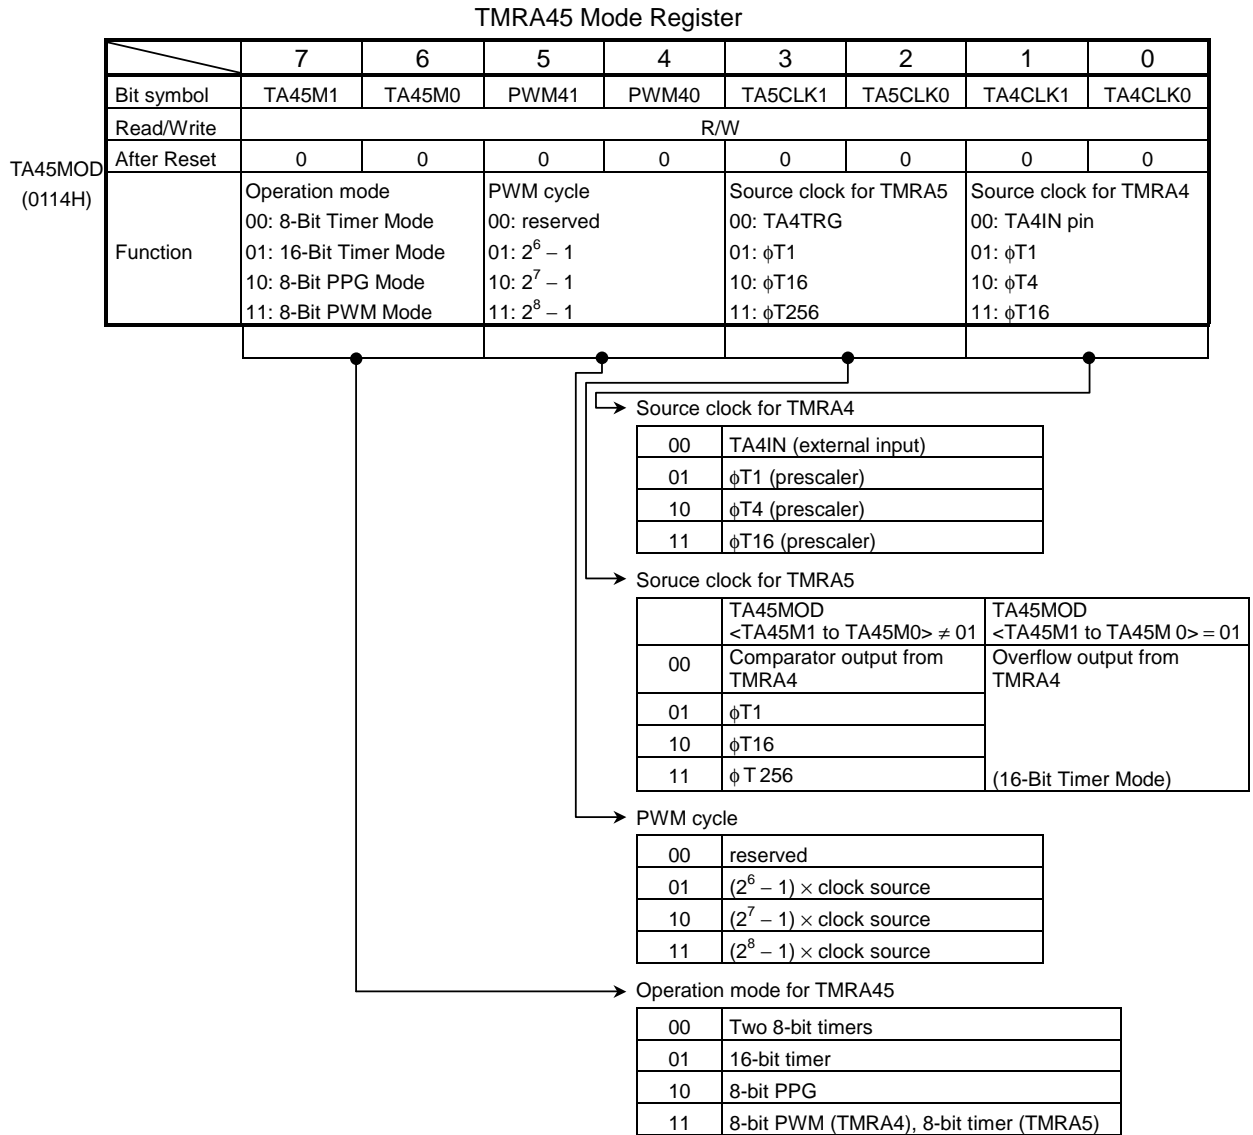 TMRA45 Mode Register
7 6 5 4 3 2 1 0
Bit symbol TA45M1 TA45M0 PWM41 PWM40 TA5CLK1 TA5CLK0 TA4CLK1 TA4CLK0
Read/Write R/W
After Reset 0 0 0 0 0 0 0 0
TA45MOD
(0114H)
Function
Operation mode
00: 8-Bit Timer Mode
01: 16-Bit Timer Mode
10: 8-Bit PPG Mode
11: 8-Bit PWM Mode
PWM cycle
00: reserved
01: 2⁶ – 1
10: 2⁷ – 1
11: 2⁸ – 1
Source clock for TMRA5
00: TA4TRG
01: ϕT1
10: ϕT16
11: ϕT256
Source clock for TMRA4
00: TA4IN pin
01: ϕT1
10: ϕT4
11: ϕT16
Source clock for TMRA4
00 TA4IN (external input)
01 ϕT1 (prescaler)
10 ϕT4 (prescaler)
11 ϕT16 (prescaler)
Soruce clock for TMRA5
TA45MOD
<TA45M1 to TA45M0> ≠ 01
TA45MOD
<TA45M1 to TA45M 0> = 01
00 Comparator output from
TMRA4
Overflow output from
TMRA4
01 ϕT1
10 ϕT16
11 ϕT256
(16-Bit Timer Mode)
PWM cycle
00 reserved
01 (2⁶ – 1) × clock source
10 (2⁷ – 1) × clock source
11 (2⁸ – 1) × clock source
Operation mode for TMRA45
00 Two 8-bit timers
01 16-bit timer
10 8-bit PPG
11 8-bit PWM (TMRA4), 8-bit timer (TMRA5)